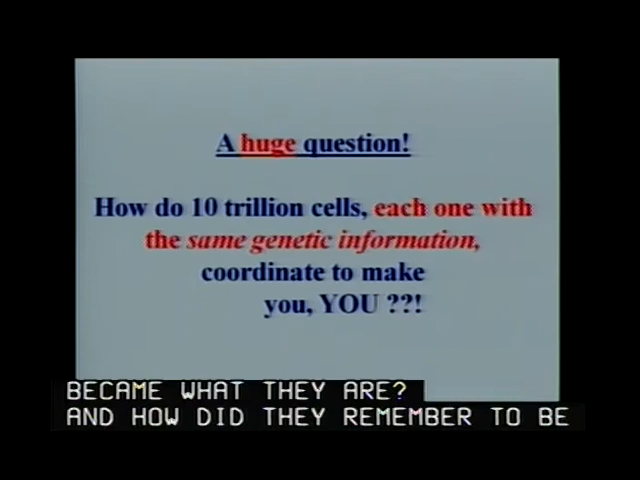 A huge question!
How do 10 trillion cells, each one with
the same genetic information,
coordinate to make
you, YOU ??!
BECAME WHAT THEY ARE?
AND HOW DID THEY REMEMBER TO BE